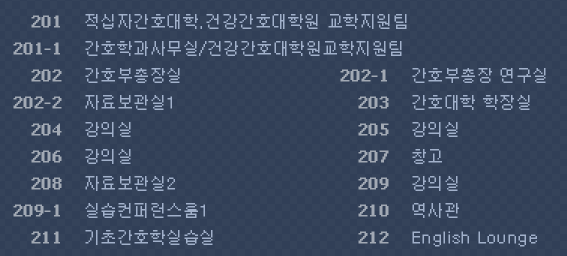 201 적십자간호대학,건강간호대학원 교학지원팀
201-1 간호학과사무실/건강간호대학원교학지원팀
202 간호부총장실 202-1 간호부총장 연구실
202-2 자료보관실1 203 간호대학 학장실
204 강의실 205 강의실
206 강의실 207 창고
208 자료보관실2 209 강의실
209-1 실습컨퍼런스룸1 210 역사관
211 기초간호학실습실 212 English Lounge